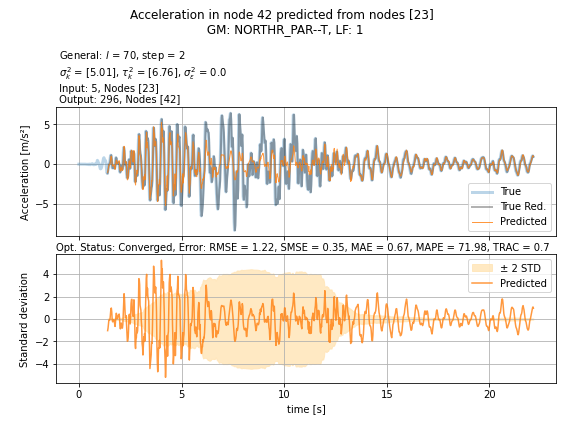 Acceleration in node 42 predicted from nodes [23]
GM: NORTHR_PAR--T, LF: 1
General: l = 70, step = 2
σ²ₖ = [5.01], τ²ₖ = [6.76], σ²ₑ = 0.0
Input: 5, Nodes [23]
Output: 296, Nodes [42]
Acceleration [m/s²]
5
0
−5
True
True Red.
Predicted
Opt. Status: Converged, Error: RMSE = 1.22, SMSE = 0.35, MAE = 0.67, MAPE = 71.98, TRAC = 0.7
Standard deviation
4
2
0
−2
−4
± 2 STD
Predicted
0 5 10 15 20
time [s]